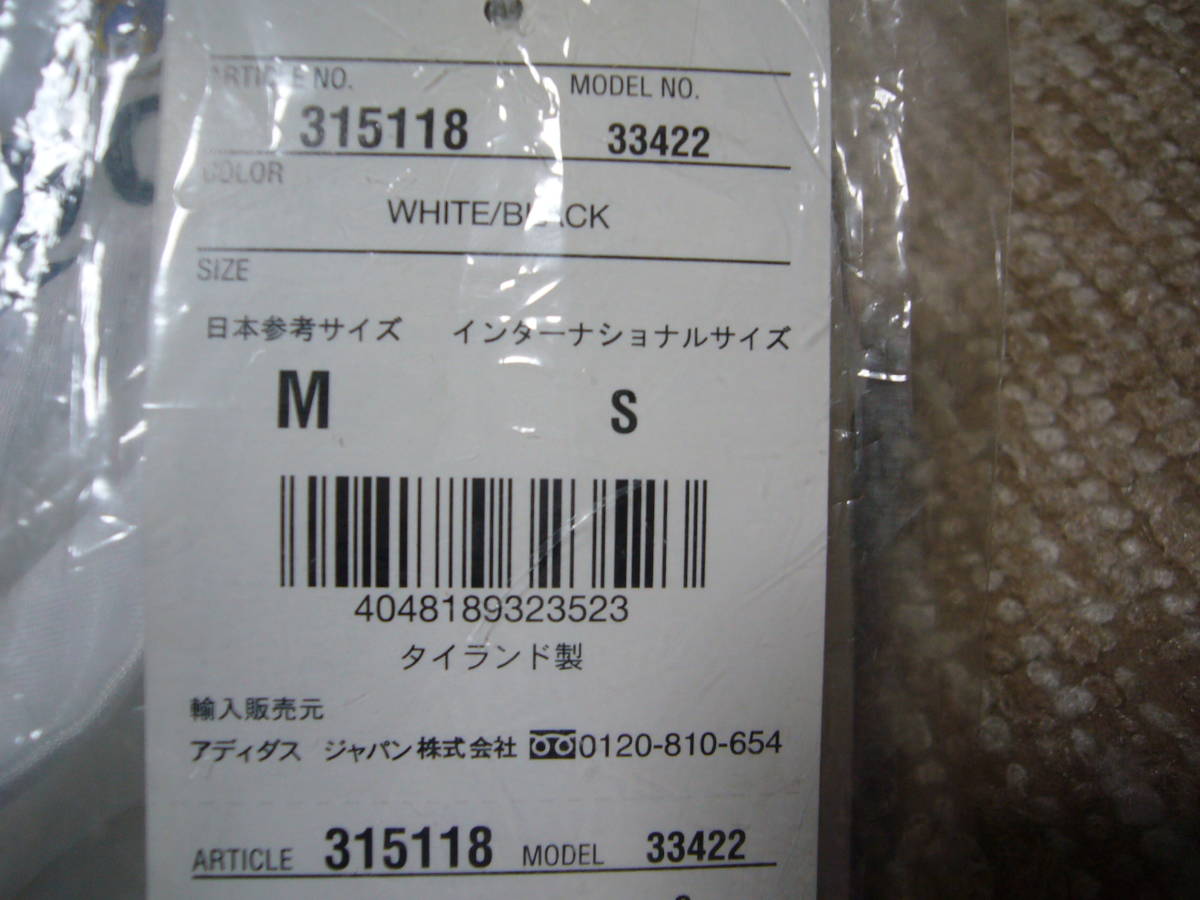 ARTICLE NO. MODEL NO.
315118 33422
COLOR
WHITE/BLACK
SIZE
日本参考サイズ インターナショナルサイズ
M S
4048189323523
タイランド製
輸入販売元
アディダス ジャパン株式会社 0120-810-654
ARTICLE 315118 MODEL 33422